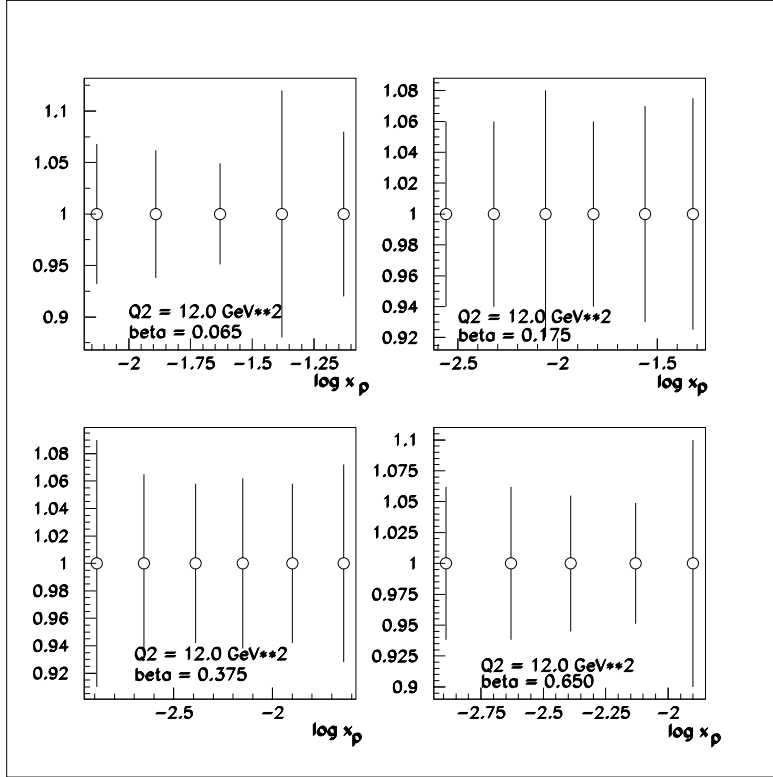 1.1
1.05
1
0.95
0.9
Q2 = 12.0 GeV**2
beta = 0.065
-2 -1.75 -1.5 -1.25
log x_p
1.08
1.06
1.04
1.02
1
0.98
0.96
0.94
0.92
Q2 = 12.0 GeV**2
beta = 0.175
-2.5 -2 -1.5
log x_p
1.08
1.06
1.04
1.02
1
0.98
0.96
0.94
0.92
Q2 = 12.0 GeV**2
beta = 0.375
-2.5 -2
log x_p
1.1
1.075
1.05
1.025
1
0.975
0.95
0.925
0.9
Q2 = 12.0 GeV**2
beta = 0.650
-2.75 -2.5 -2.25 -2
log x_p